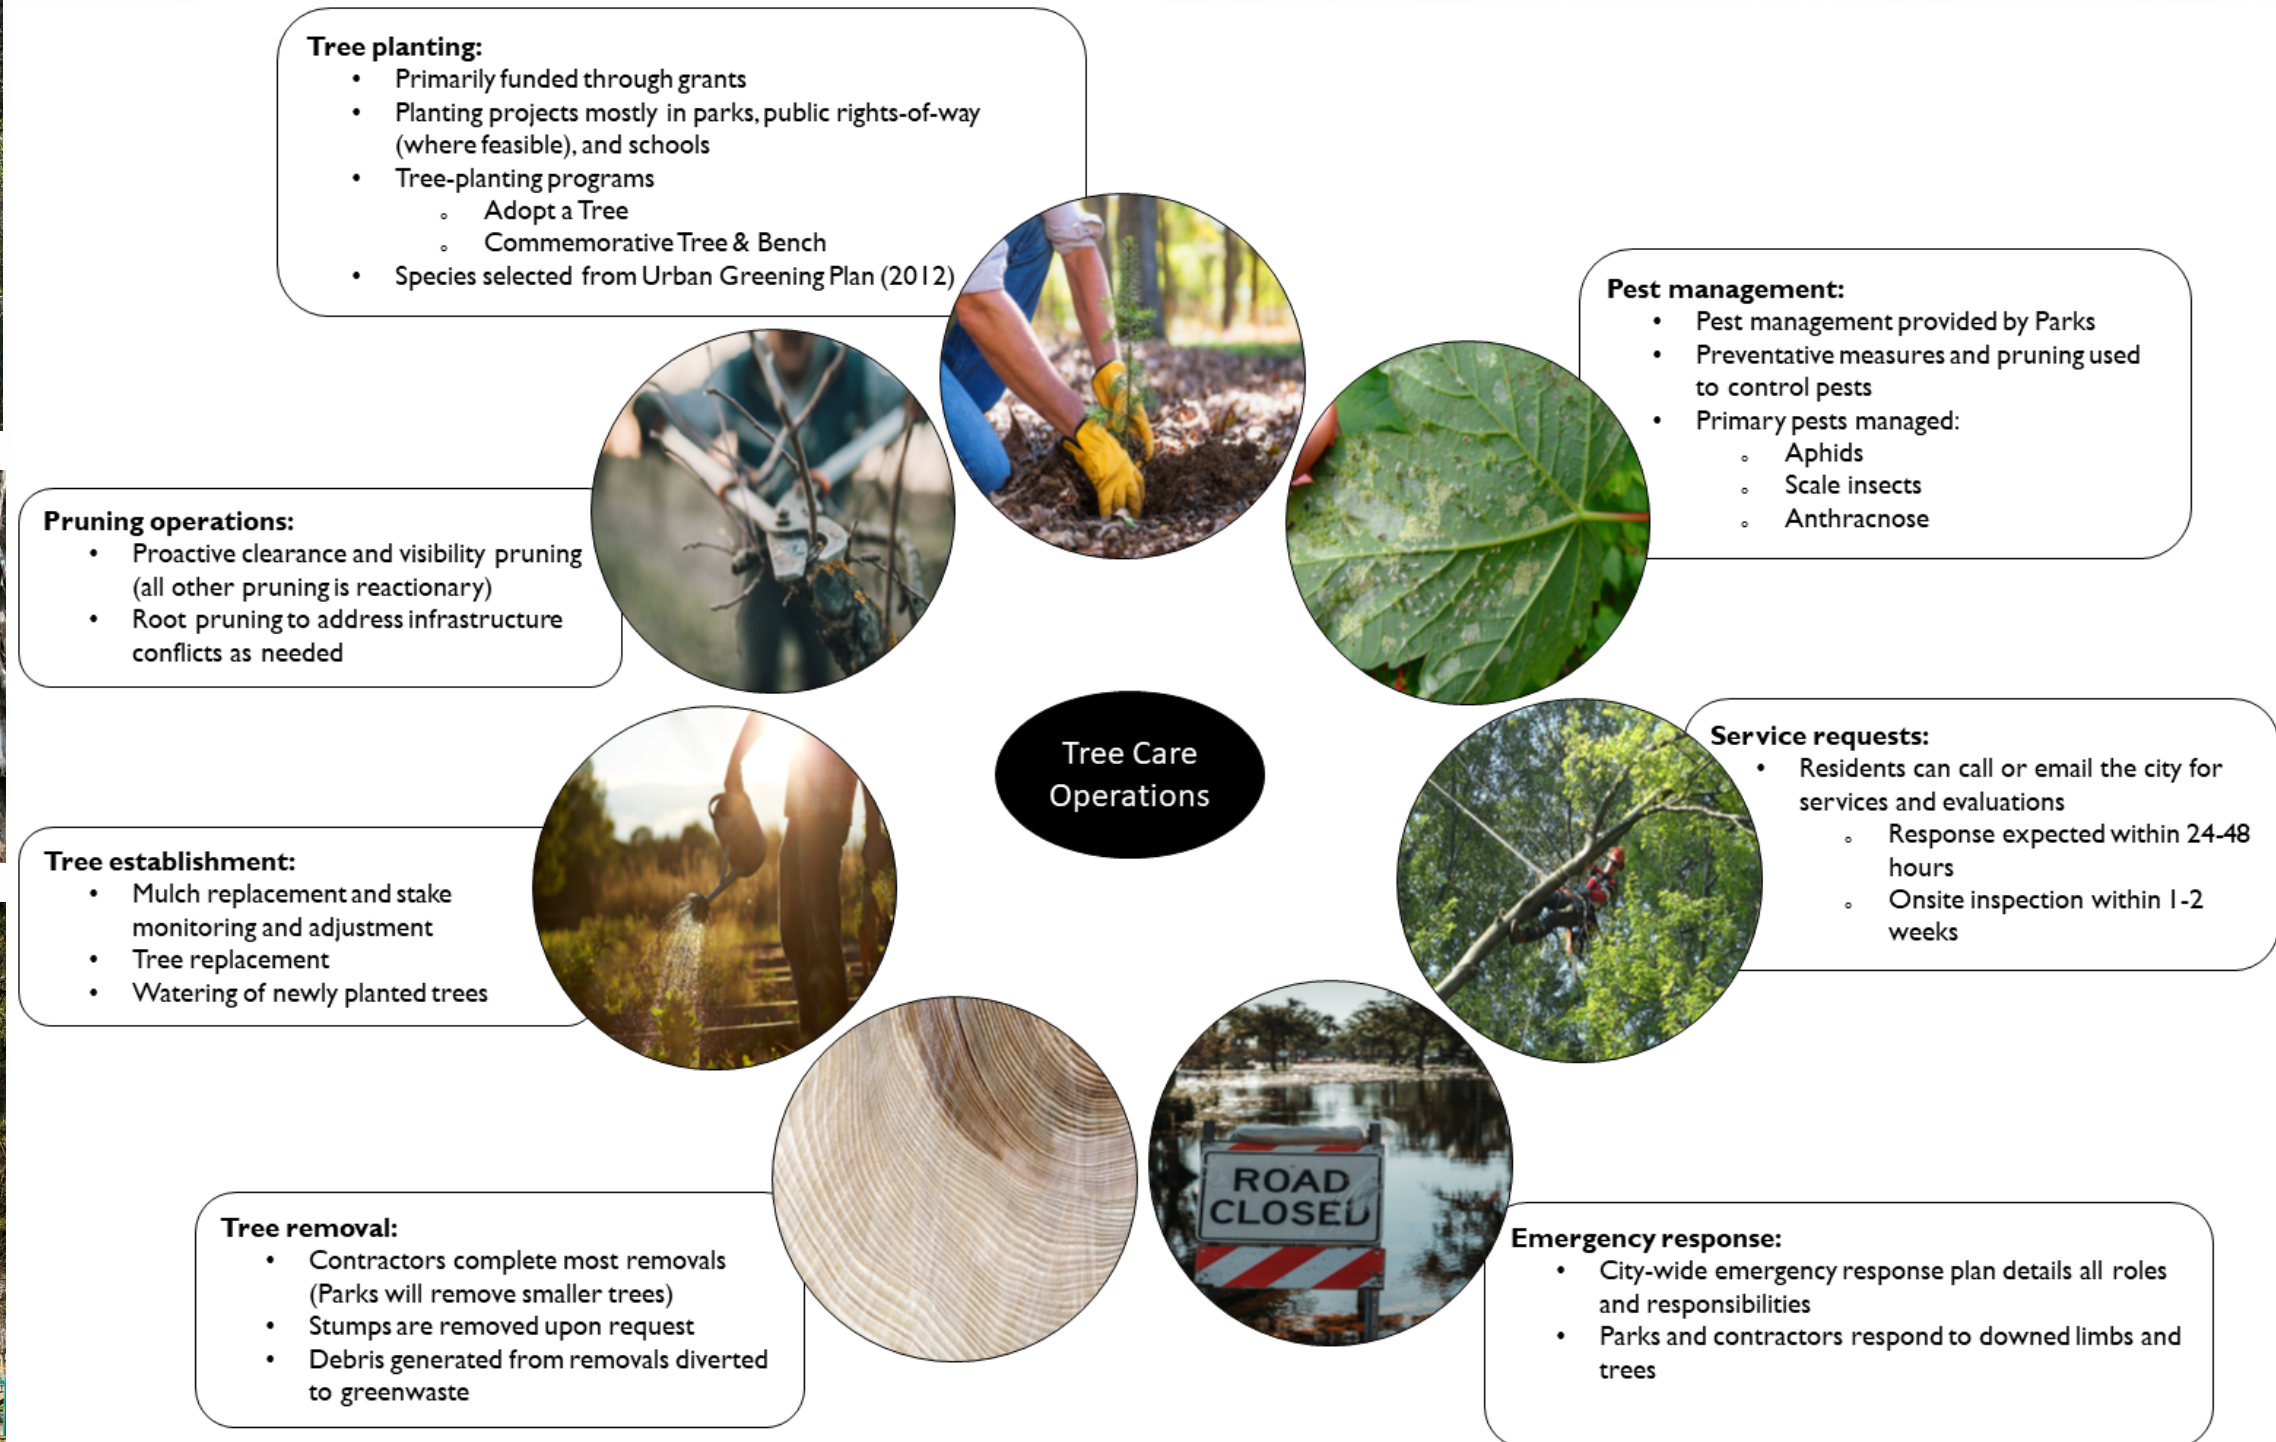 Tree planting:
• Primarily funded through grants
• Planting projects mostly in parks, public rights-of-way
(where feasible), and schools
• Tree-planting programs
◦ Adopt a Tree
◦ Commemorative Tree & Bench
• Species selected from Urban Greening Plan (2012)
Pest management:
• Pest management provided by Parks
• Preventative measures and pruning used
to control pests
• Primary pests managed:
◦ Aphids
◦ Scale insects
◦ Anthracnose
Pruning operations:
• Proactive clearance and visibility pruning
(all other pruning is reactionary)
• Root pruning to address infrastructure
conflicts as needed
Tree Care
Operations
Service requests:
• Residents can call or email the city for
services and evaluations
◦ Response expected within 24-48
hours
◦ Onsite inspection within 1-2
weeks
Tree establishment:
• Mulch replacement and stake
monitoring and adjustment
• Tree replacement
• Watering of newly planted trees
ROAD
CLOSED
Tree removal:
• Contractors complete most removals
(Parks will remove smaller trees)
• Stumps are removed upon request
• Debris generated from removals diverted
to greenwaste
Emergency response:
• City-wide emergency response plan details all roles
and responsibilities
• Parks and contractors respond to downed limbs and
trees